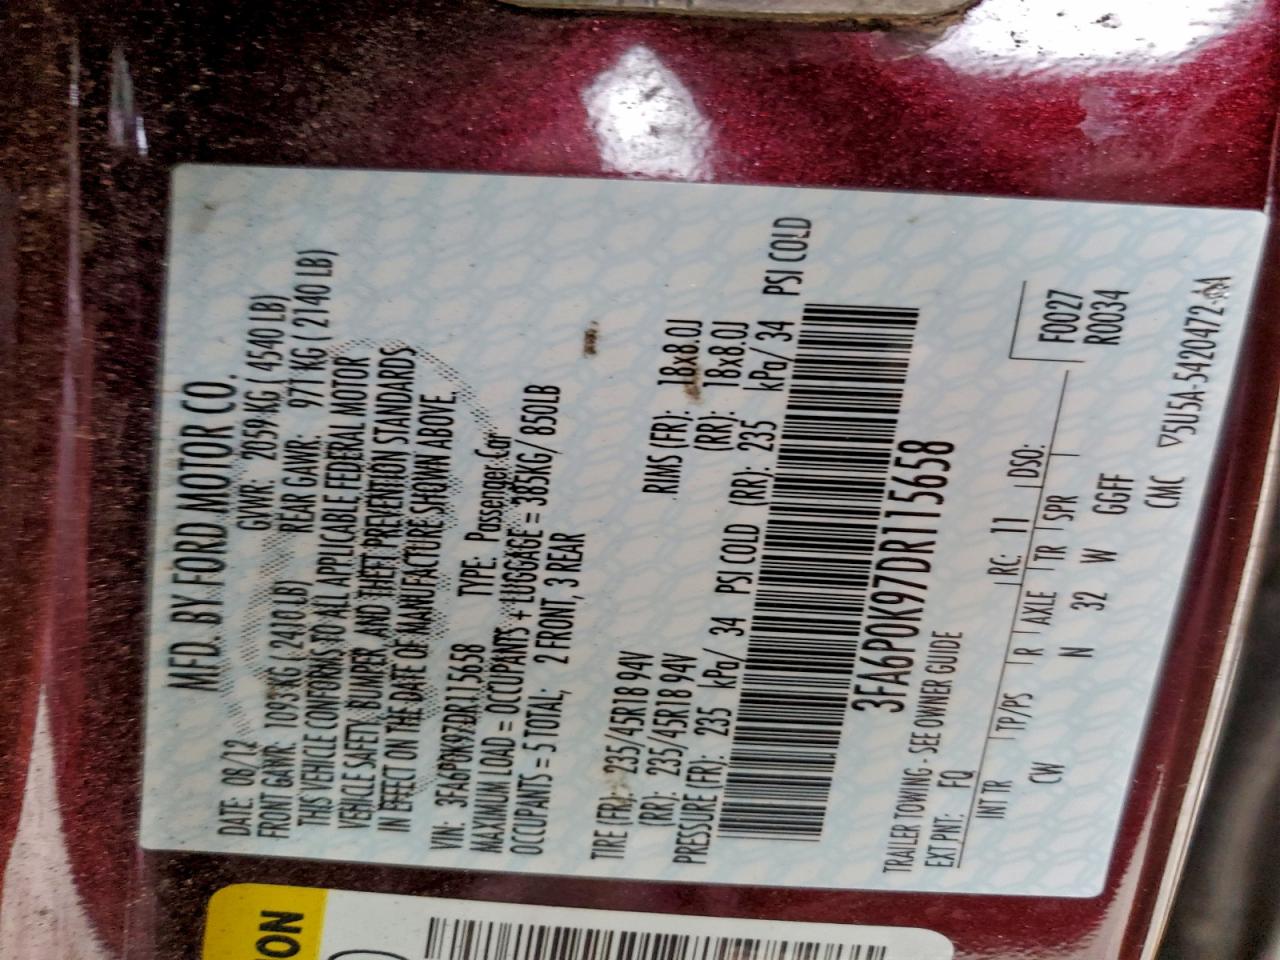 MFD. BY FORD MOTOR CO.
DATE: 08/12 GVWR: 2059 KG ( 4540 LB)
FRONT GAWR: 1093 KG ( 2410 LB) REAR GAWR: 971 KG ( 2140 LB)
THIS VEHICLE CONFORMS TO ALL APPLICABLE FEDERAL MOTOR
VEHICLE SAFETY, BUMPER, AND THEFT PREVENTION STANDARDS
IN EFFECT ON THE DATE OF MANUFACTURE SHOWN ABOVE.
VIN: 3FA6P0K97DR115658 TYPE: Passenger Car
MAXIMUM LOAD = OCCUPANTS + LUGGAGE = 385KG/ 850LB
OCCUPANTS = 5 TOTAL; 2 FRONT, 3 REAR
TIRE (FR): 235/45R18 94V RIMS (FR): 18x8.0J
(RR): 235/45R18 94V (RR): 18x8.0J
PRESSURE (FR): 235 kPa/ 34 PSI COLD (RR): 235 kPa/ 34 PSI COLD
3FA6P0K97DR115658
TRAILER TOWING - SEE OWNER GUIDE
EXT PNT: FQ RC: 11 DSO: F0027
INT TR TP/PS R AXLE TR SPR R0034
CW N 32 W GGFF
CMC 5U5A-5420472-AA
ON